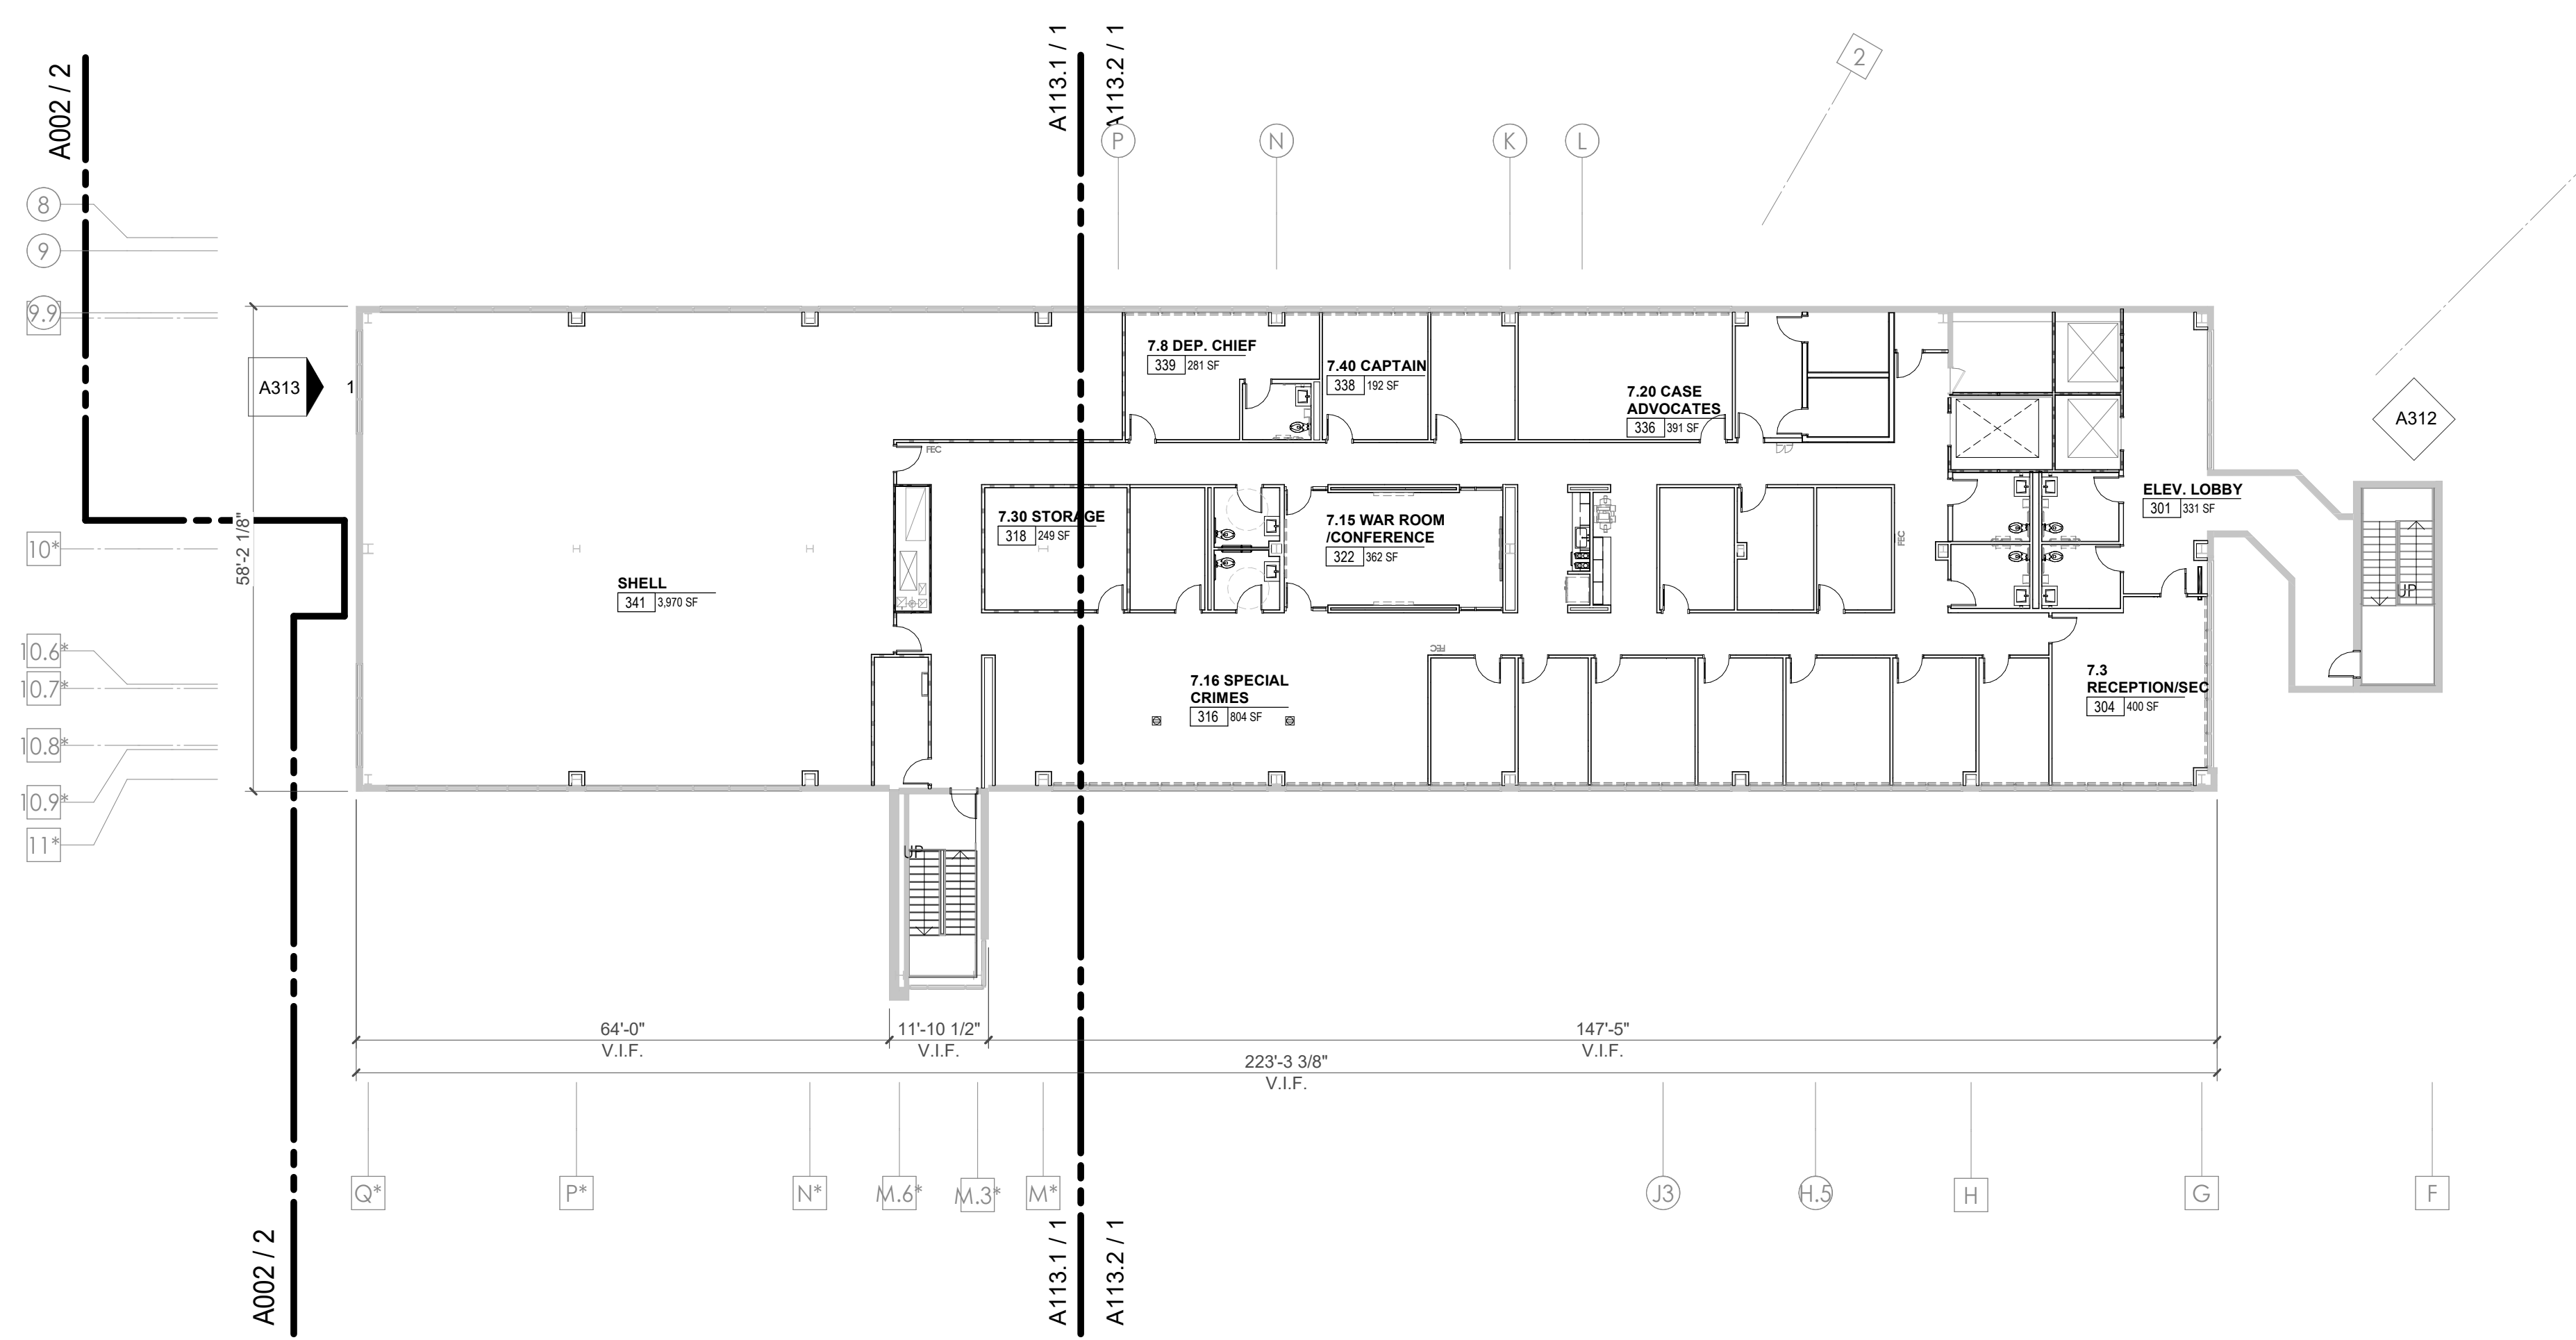 A002 / 2
A113.1 / 1
A113.2 / 1
2
P
N
K
L
8
9
9.9
A313
1
58'-2 1/8"
10*
10.6*
10.7*
10.8*
10.9*
11*
7.8 DEP. CHIEF
339 281 SF
7.40 CAPTAIN
338 192 SF
7.20 CASE
ADVOCATES
336 391 SF
A312
FEC
7.30 STORAGE
318 249 SF
7.15 WAR ROOM
/CONFERENCE
322 362 SF
FEC
ELEV. LOBBY
301 331 SF
SHELL
341 3,970 SF
UP
FEC
7.16 SPECIAL
CRIMES
316 804 SF
7.3
RECEPTION/SEC
304 400 SF
UP
64'-0"
V.I.F.
11'-10 1/2"
V.I.F.
147'-5"
V.I.F.
223'-3 3/8"
V.I.F.
Q*
P*
N*
M.6*
M.3*
M*
J3
H.5
H
G
F
A002 / 2
A113.1 / 1
A113.2 / 1